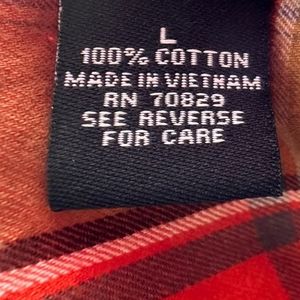 L
100% COTTON
MADE IN VIETNAM
RN 70829
SEE REVERSE
FOR CARE